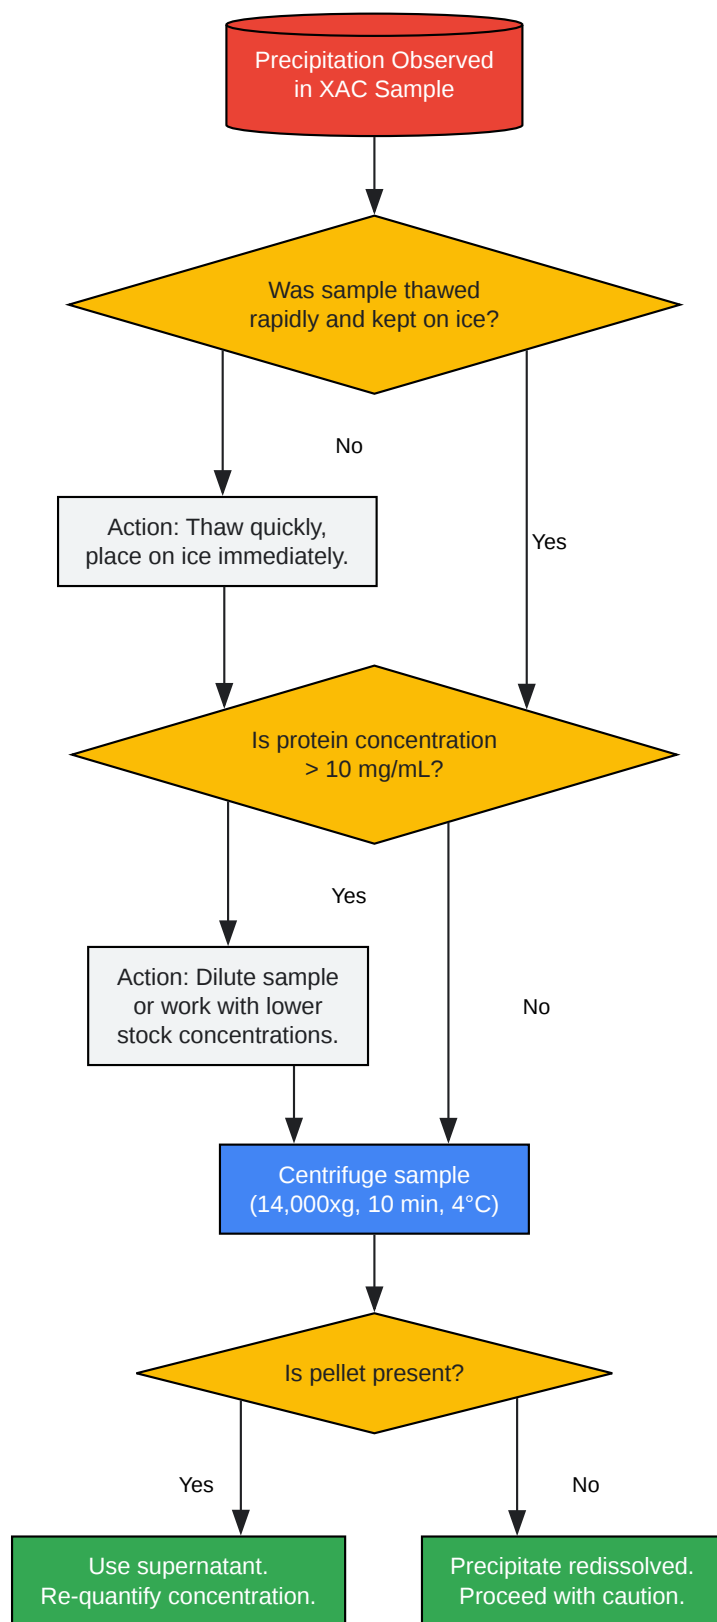 Precipitation Observed
in XAC Sample
Was sample thawed
rapidly and kept on ice?
No
Action: Thaw quickly,
place on ice immediately.
Yes
Is protein concentration
> 10 mg/mL?
Yes
Action: Dilute sample
or work with lower
stock concentrations.
No
Centrifuge sample
(14,000xg, 10 min, 4°C)
Is pellet present?
Yes
No
Use supernatant.
Re-quantify concentration.
Precipitate redissolved.
Proceed with caution.